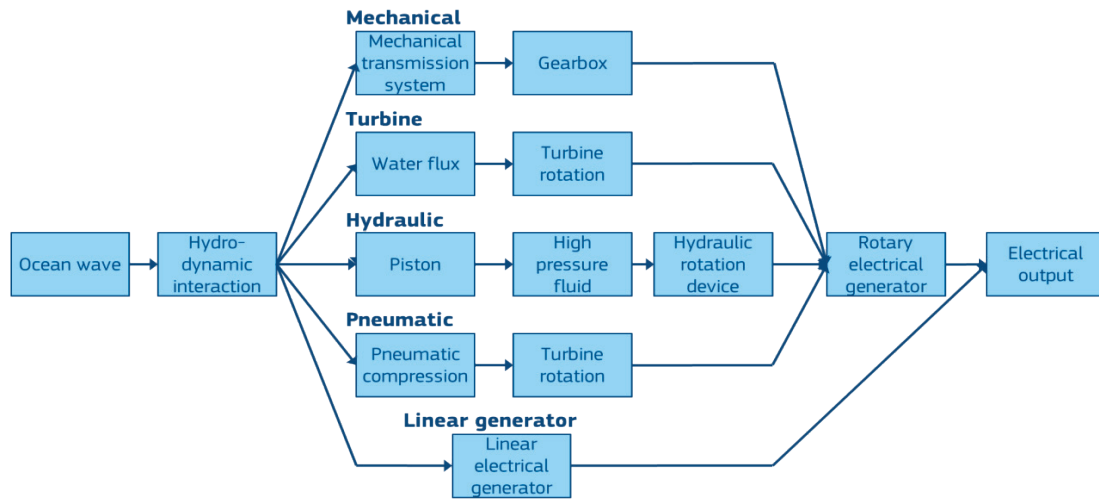 Mechanical
Mechanical
transmission
system
Gearbox
Turbine
Water flux
Turbine
rotation
Hydraulic
Ocean wave
Hydro-
dynamic
interaction
Piston
High
pressure
fluid
Hydraulic
rotation
device
Rotary
electrical
generator
Electrical
output
Pneumatic
Pneumatic
compression
Turbine
rotation
Linear generator
Linear
electrical
generator